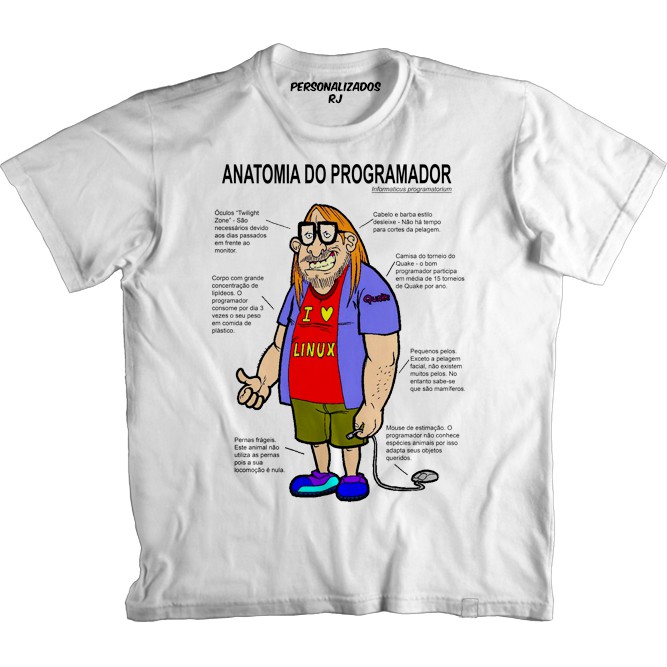 PERSONALIZADOS
RJ
ANATOMIA DO PROGRAMADOR
Informaticus programatorium
Óculos "Twilight
Zone" - São
necessários devido
aos dias passados
em frente ao
monitor.
Cabelo e barba estilo
desleixe - Não há tempo
para cortes da pelagem.
Camisa do torneio do
Quake - o bom
programador participa
em média de 15 torneios
de Quake por ano.
Corpo com grande
concentração de
lipídeos. O
programador
consome por dia 3
vezes o seu peso
em comida de
plástico.
Quake
I
LINUX
Pequenos pelos.
Exceto a pelagem
facial, não existem
muitos pelos. No
entanto sabe-se
que são mamíferos.
Mouse de estimação. O
programador não conhece
espécies animais por isso
adapta seus objetos
queridos.
Pernas frágeis.
Este animal não
utiliza as pernas
pois a sua
locomoção é nula.